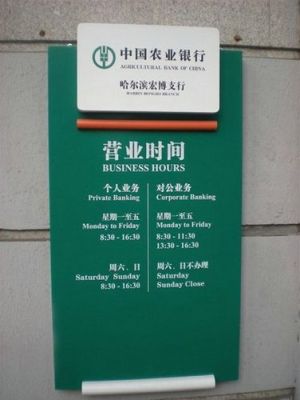 中国农业银行
AGRICULTURAL BANK OF CHINA
哈尔滨宏博支行
HARBIN HONGBO BRANCH
营业时间
BUSINESS HOURS
个人业务 对公业务
Private Banking Corporate Banking
星期一至五 星期一至五
Monday to Friday Monday to Friday
8:30 - 16:30 8:30 - 11:30
13:30 - 16:30
周六、日 周六、日不办理
Saturday Sunday Saturday
8:30 - 16:30 Sunday Close